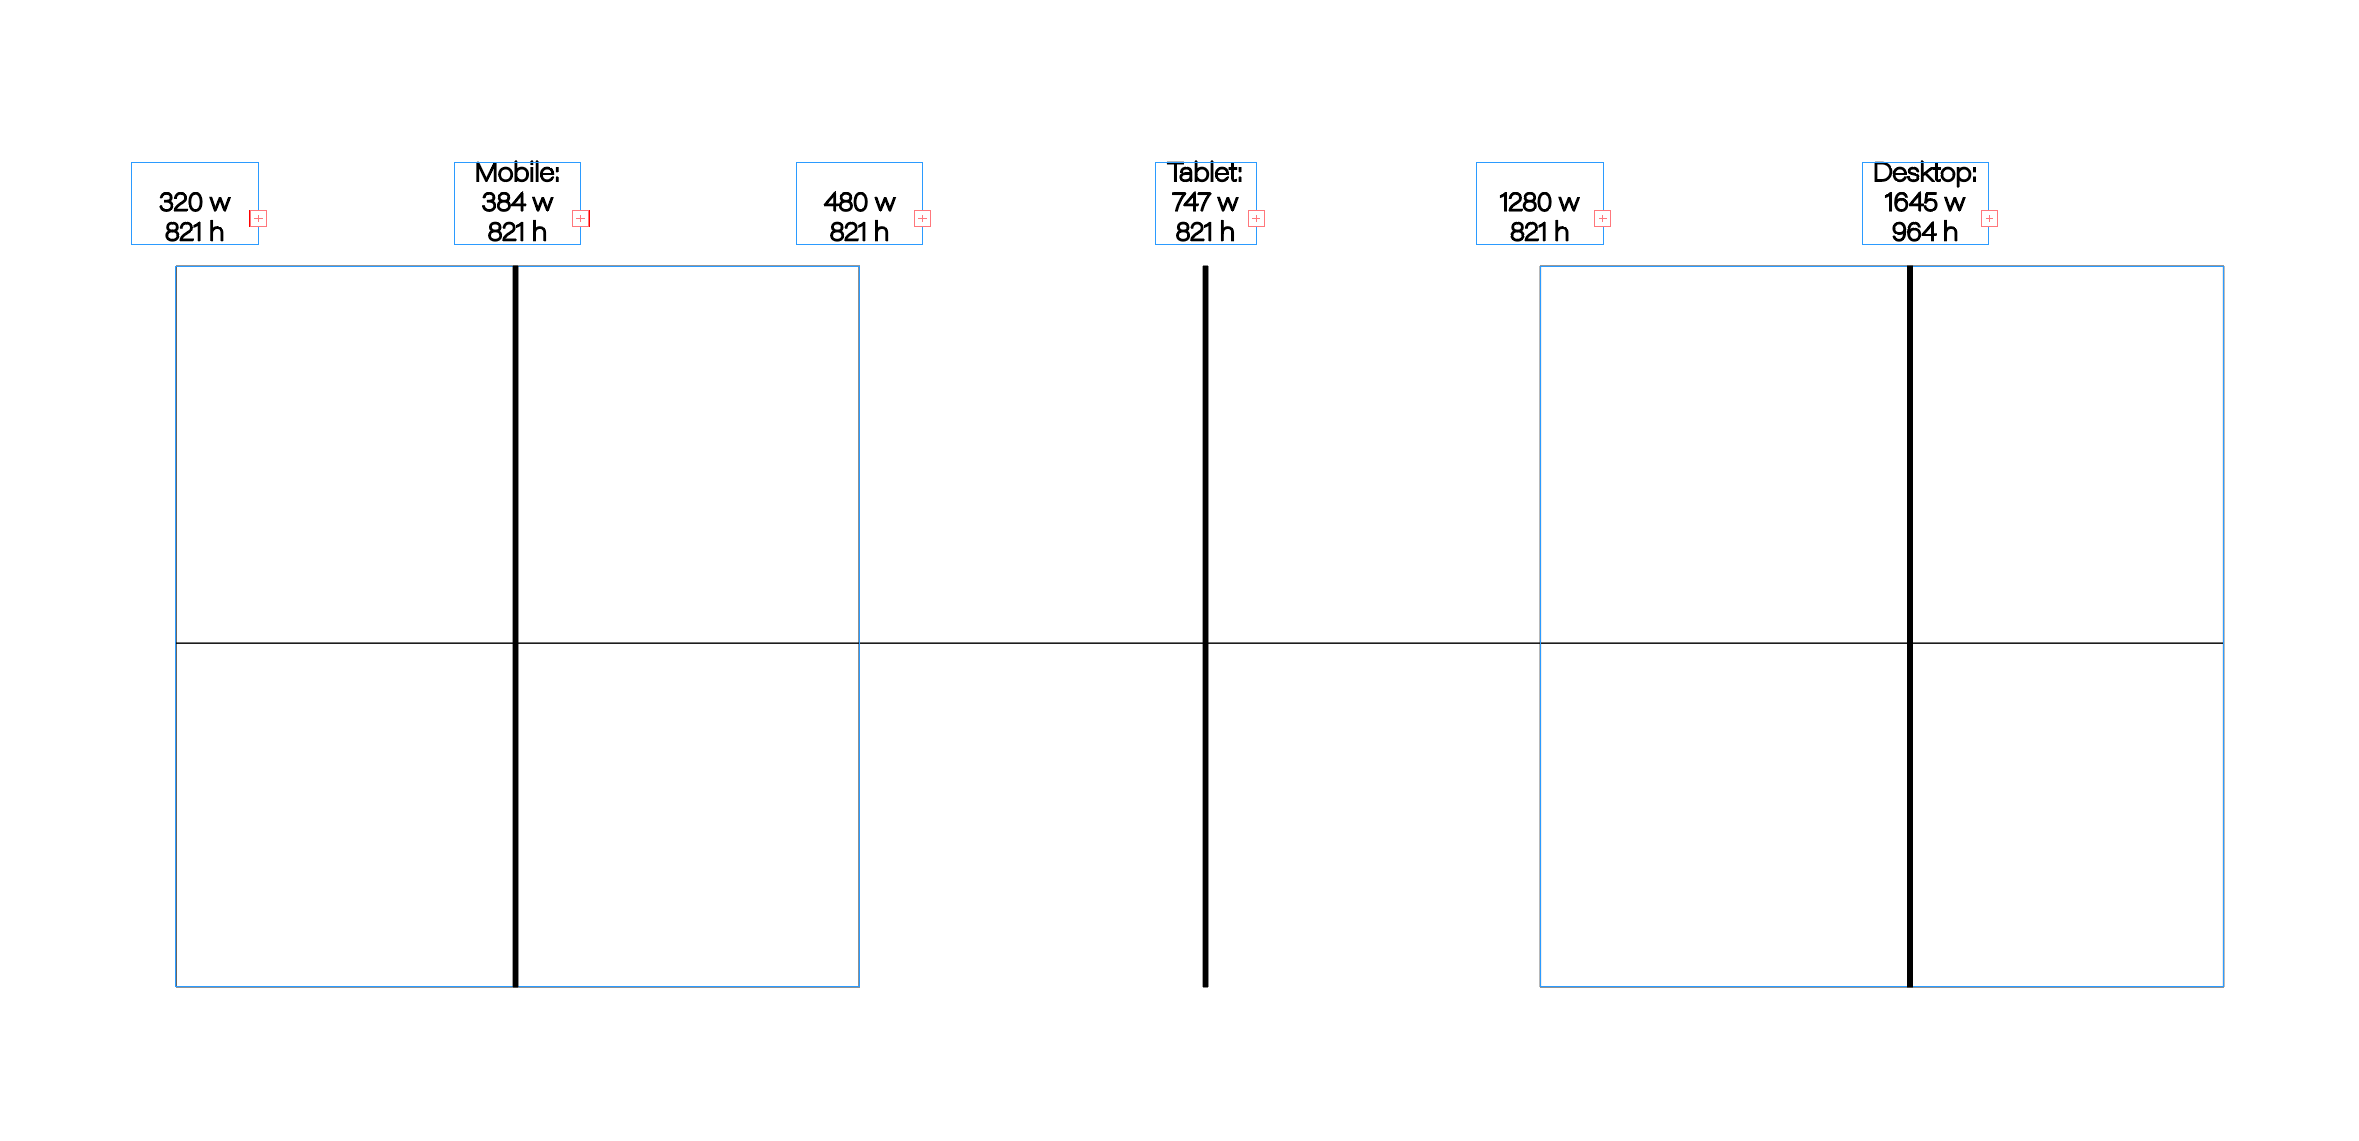 320 w
821 h
Mobile:
384 w
821 h
480 w
821 h
Tablet:
747 w
821 h
1280 w
821 h
Desktop:
1645 w
964 h